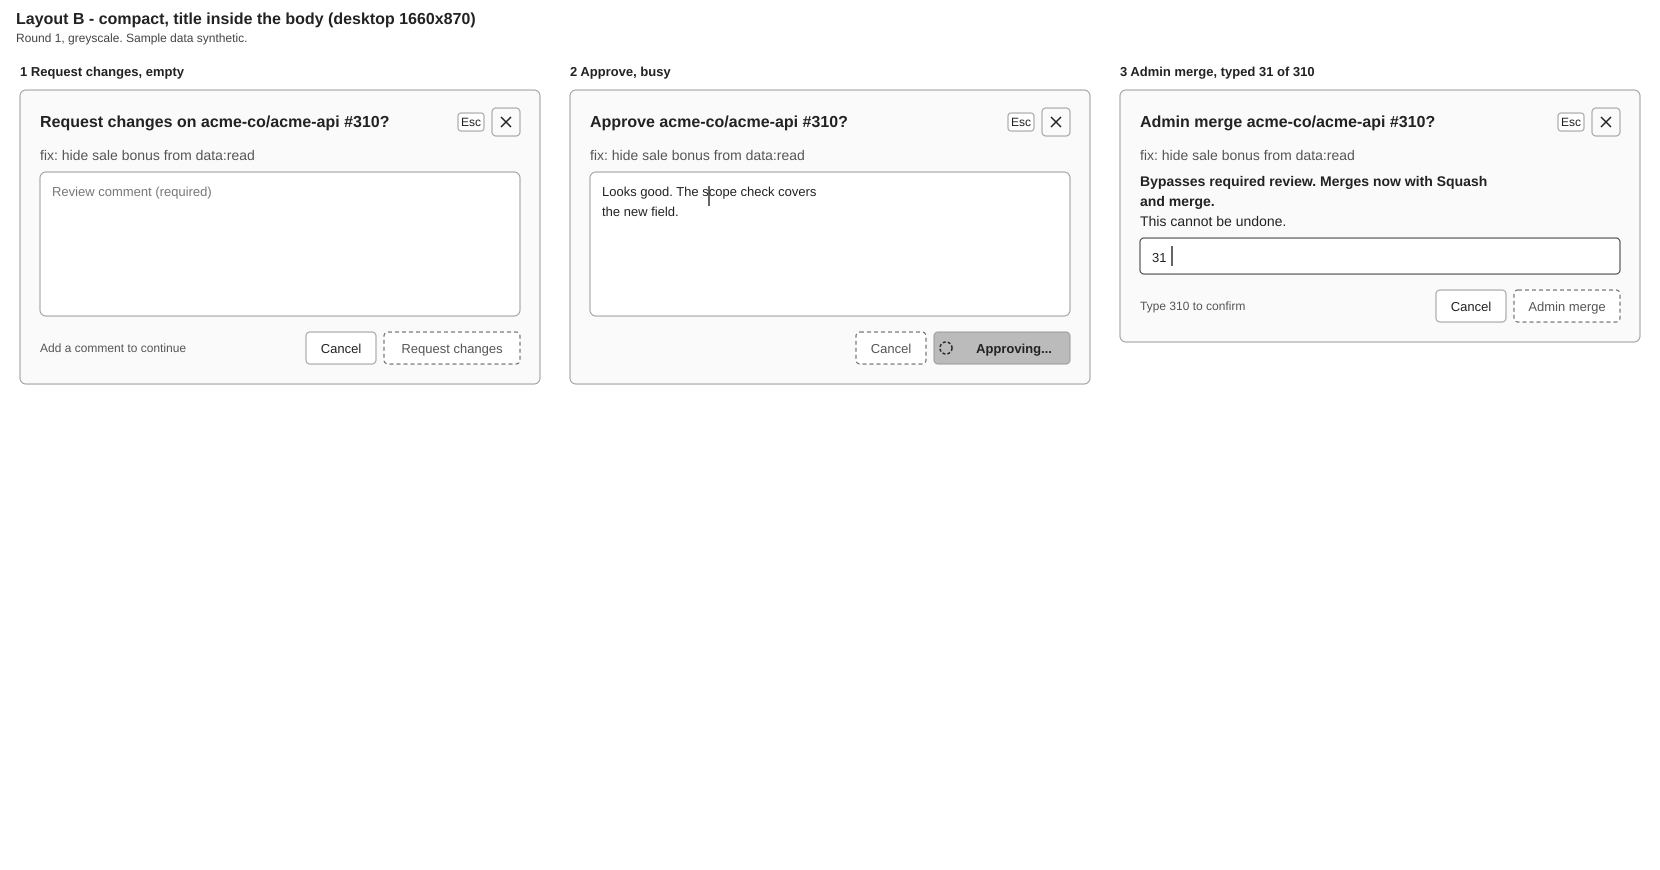 Layout B - compact, title inside the body (desktop 1660x870)
Round 1, greyscale. Sample data synthetic.
1 Request changes, empty
Request changes on acme-co/acme-api #310?
Esc
fix: hide sale bonus from data:read
Review comment (required)
Add a comment to continue
Cancel
Request changes
2 Approve, busy
Approve acme-co/acme-api #310?
Esc
fix: hide sale bonus from data:read
Looks good. The scope check covers
the new field.
Cancel
Approving...
3 Admin merge, typed 31 of 310
Admin merge acme-co/acme-api #310?
Esc
fix: hide sale bonus from data:read
Bypasses required review. Merges now with Squash
and merge.
This cannot be undone.
31
Type 310 to confirm
Cancel
Admin merge